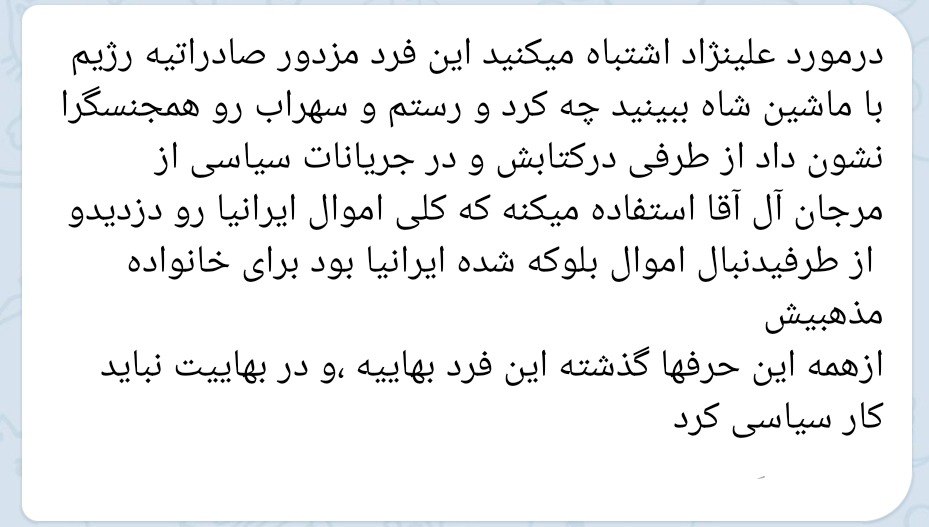 درمورد علینژاد اشتباه میکنید این فرد مزدور صادراتیه رژیم
با ماشین شاه ببینید چه کرد و رستم و سهراب رو همجنسگرا
نشون داد از طرفی درکتابش و در جریانات سیاسی از
مرجان آل آقا استفاده میکنه که کلی اموال ایرانیا رو دزدیدو
از طرفیدنبال اموال بلوکه شده ایرانیا بود برای خانواده
مذهبیش
ازهمه این حرفها گذشته این فرد بهاییه ،و در بهاییت نباید
کار سیاسی کرد